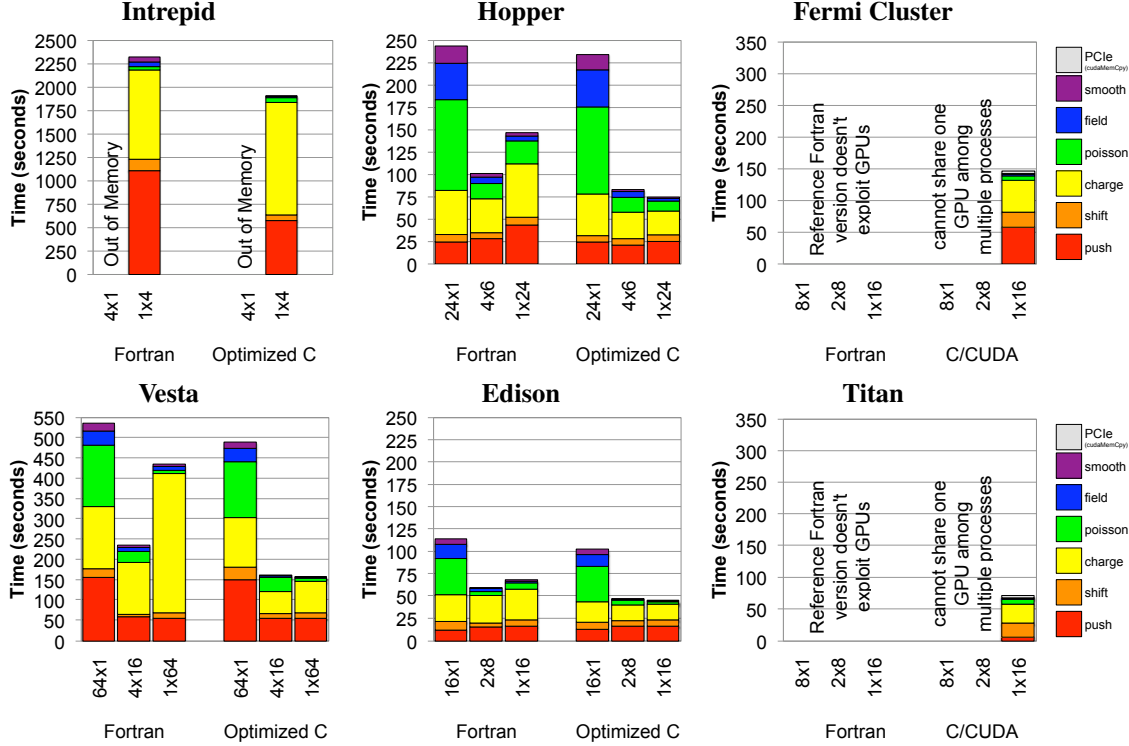 Intrepid
Hopper
Fermi Cluster
Time (seconds)
2500
2250
2000
1750
1500
1250
1000
750
500
250
0
Out of Memory
Out of Memory
4x1
1x4
4x1
1x4
Fortran
Optimized C
Time (seconds)
250
225
200
175
150
125
100
75
50
25
0
24x1
4x6
1x24
24x1
4x6
1x24
Fortran
Optimized C
Time (seconds)
350
300
250
200
150
100
50
0
Reference Fortran
version doesn't
exploit GPUs
cannot share one
GPU among
multiple processes
8x1
2x8
1x16
8x1
2x8
1x16
Fortran
C/CUDA
PCIe
(cudaMemCpy)
smooth
field
poisson
charge
shift
push
Vesta
Edison
Titan
Time (seconds)
550
500
450
400
350
300
250
200
150
100
50
0
64x1
4x16
1x64
64x1
4x16
1x64
Fortran
Optimized C
Time (seconds)
250
225
200
175
150
125
100
75
50
25
0
16x1
2x8
1x16
16x1
2x8
1x16
Fortran
Optimized C
Time (seconds)
350
300
250
200
150
100
50
0
Reference Fortran
version doesn't
exploit GPUs
cannot share one
GPU among
multiple processes
8x1
2x8
1x16
8x1
2x8
1x16
Fortran
C/CUDA
PCIe
(cudaMemCpy)
smooth
field
poisson
charge
shift
push